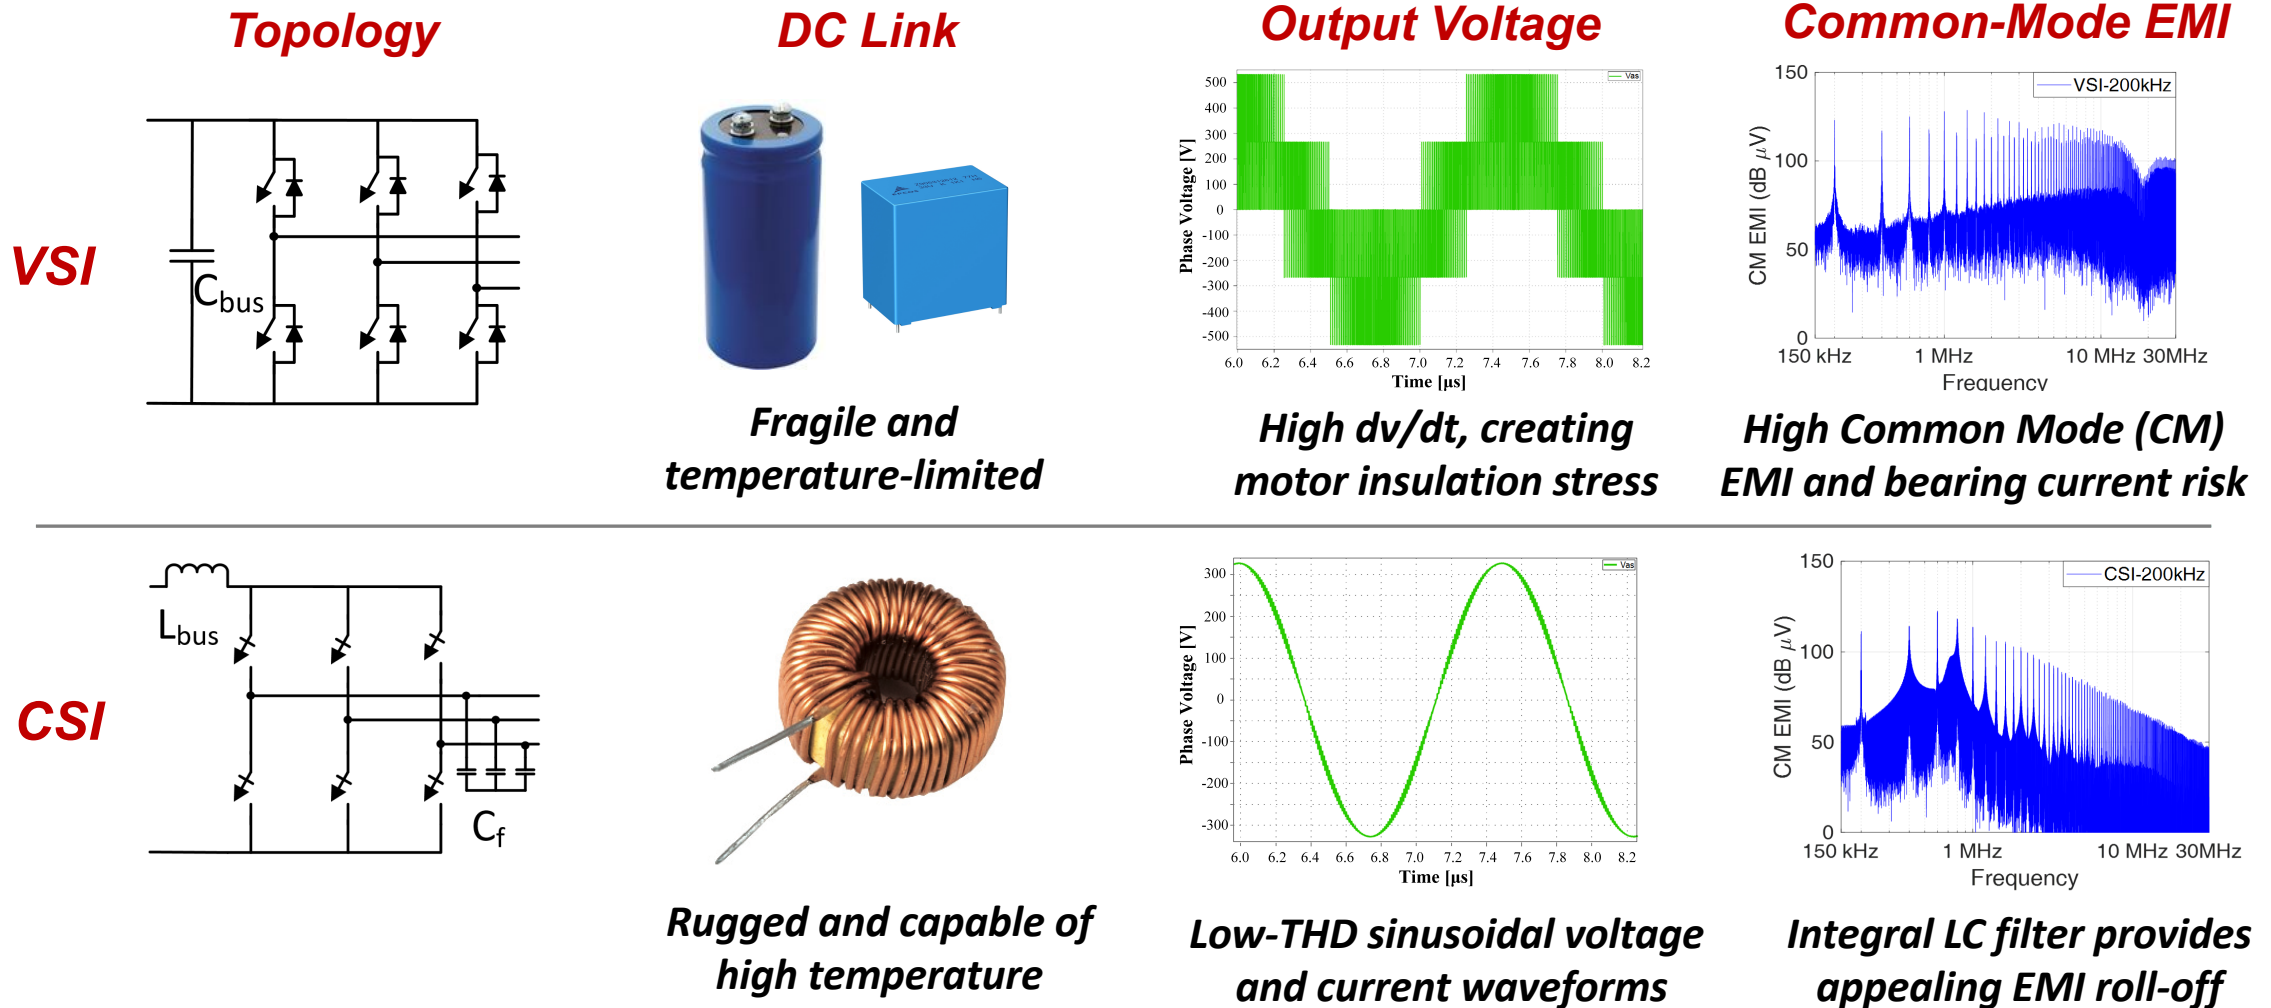 Topology
DC Link
Output Voltage
Common-Mode EMI
VSI
C_bus
Fragile and
temperature-limited
Vas
Phase Voltage [V]
500
400
300
200
100
0
-100
-200
-300
-400
-500
6.0 6.2 6.4 6.6 6.8 7.0 7.2 7.4 7.6 7.8 8.0 8.2
Time [µs]
High dv/dt, creating
motor insulation stress
VSI-200kHz
CM EMI (dB µV)
150
100
50
0
150 kHz 1 MHz 10 MHz 30MHz
Frequency
High Common Mode (CM)
EMI and bearing current risk
CSI
L_bus
C_f
Rugged and capable of
high temperature
Vas
Phase Voltage [V]
300
200
100
0
-100
-200
-300
6.0 6.2 6.4 6.6 6.8 7.0 7.2 7.4 7.6 7.8 8.0 8.2
Time [µs]
Low-THD sinusoidal voltage
and current waveforms
CSI-200kHz
CM EMI (dB µV)
150
100
50
0
150 kHz 1 MHz 10 MHz 30MHz
Frequency
Integral LC filter provides
appealing EMI roll-off